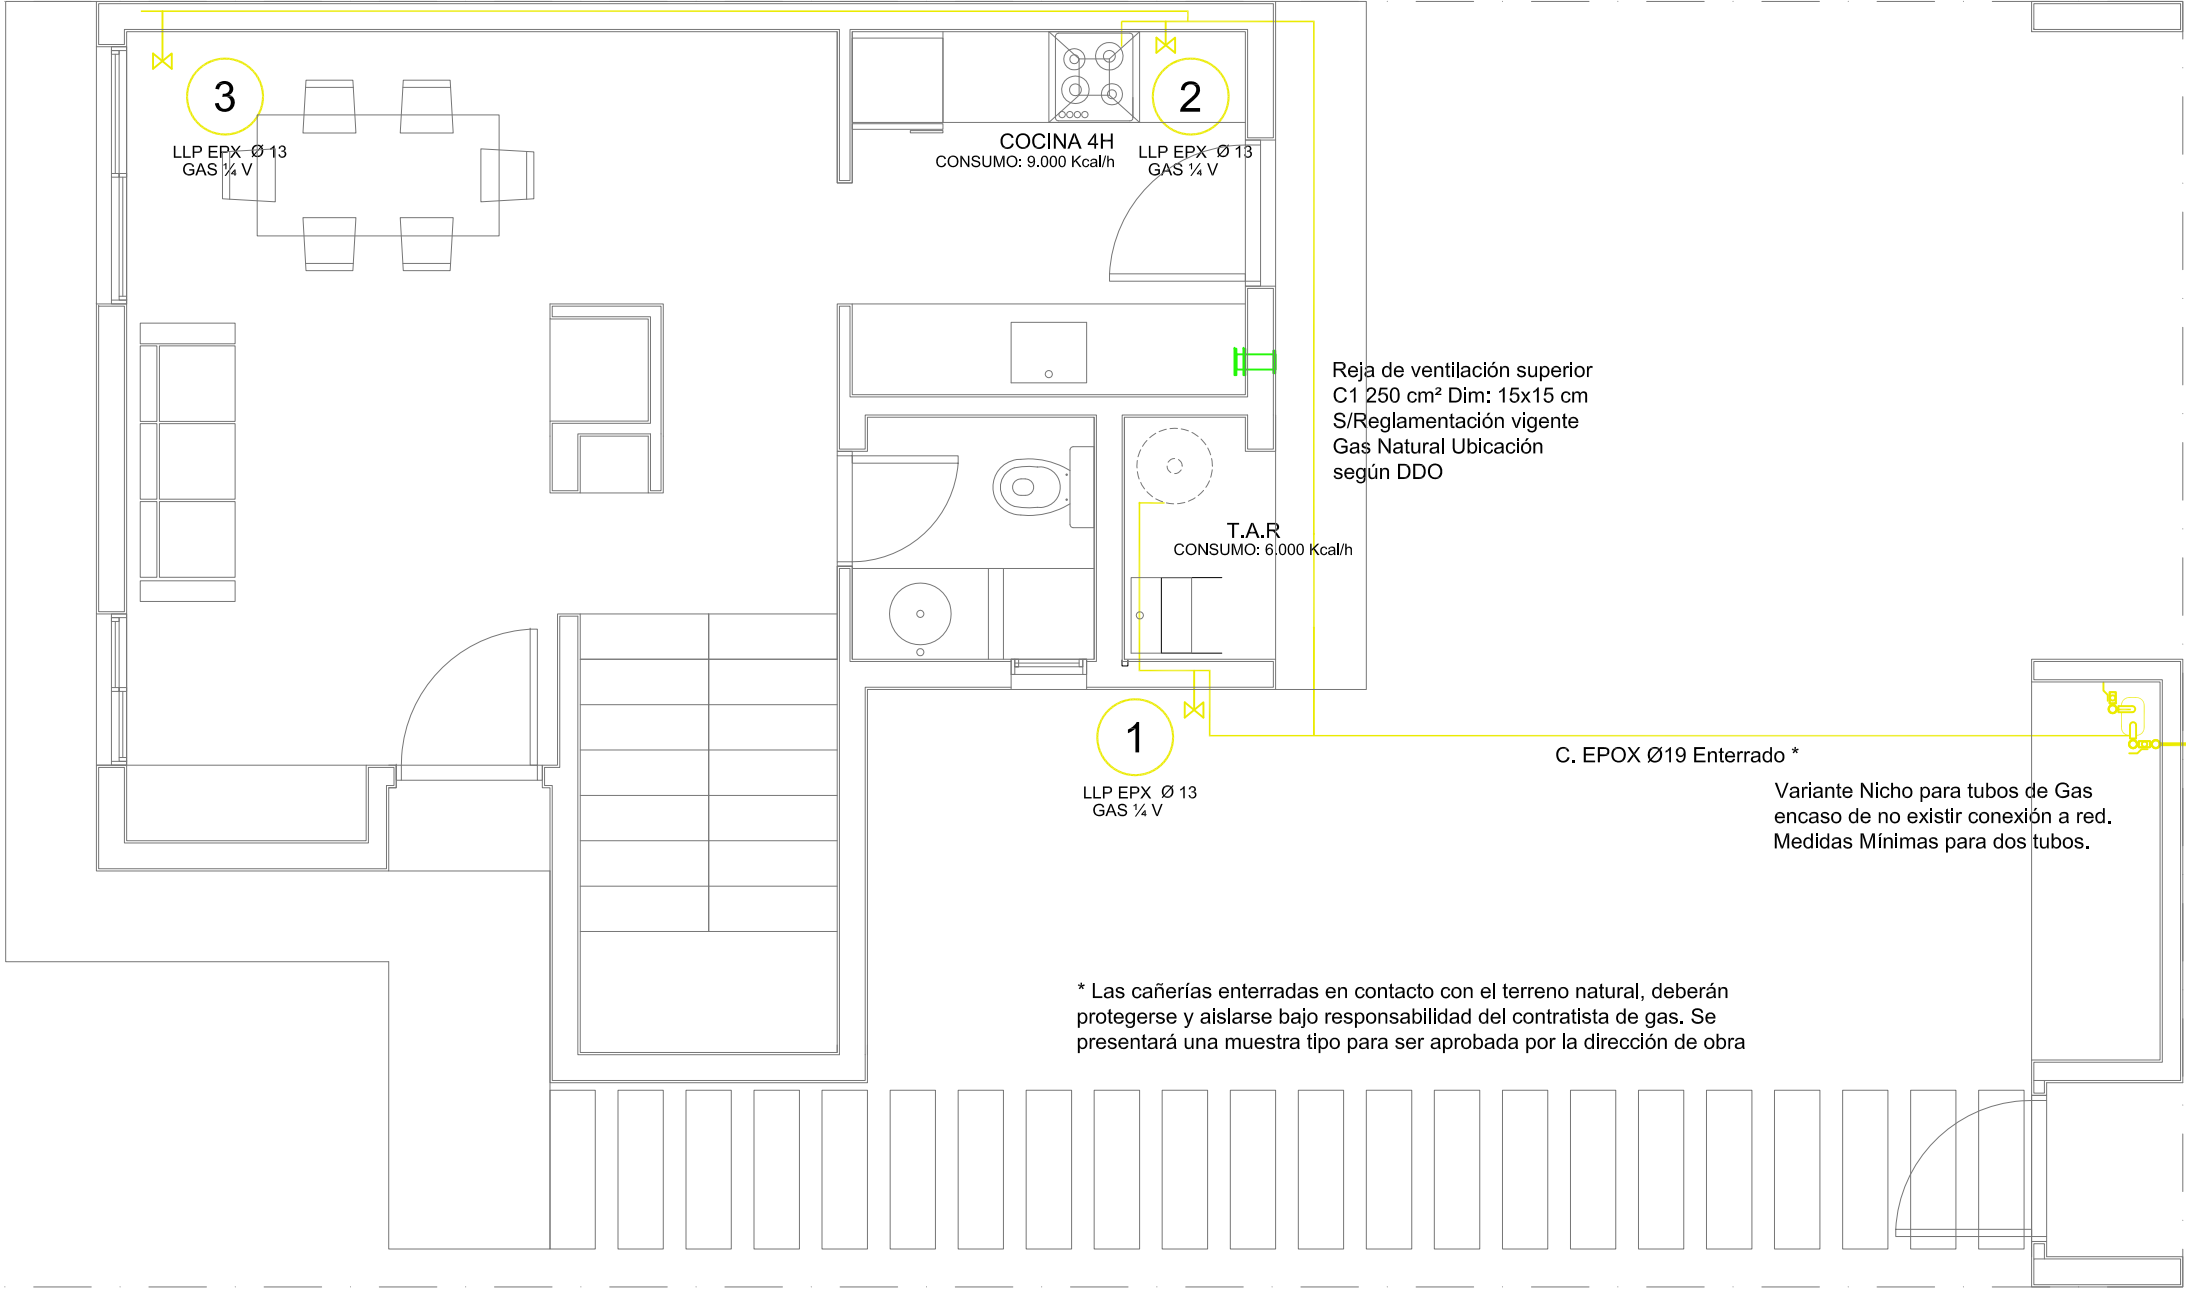 3
LLP EPX Ø 13
GAS ¼ V
COCINA 4H
CONSUMO: 9.000 Kcal/h
2
LLP EPX Ø 13
GAS ¼ V
Reja de ventilación superior
C1 250 cm² Dim: 15x15 cm
S/Reglamentación vigente
Gas Natural Ubicación
según DDO
T.A.R
CONSUMO: 6.000 Kcal/h
1
LLP EPX Ø 13
GAS ¼ V
C. EPOX Ø19 Enterrado *
Variante Nicho para tubos de Gas
encaso de no existir conexión a red.
Medidas Mínimas para dos tubos.
* Las cañerías enterradas en contacto con el terreno natural, deberán
protegerse y aislarse bajo responsabilidad del contratista de gas. Se
presentará una muestra tipo para ser aprobada por la dirección de obra